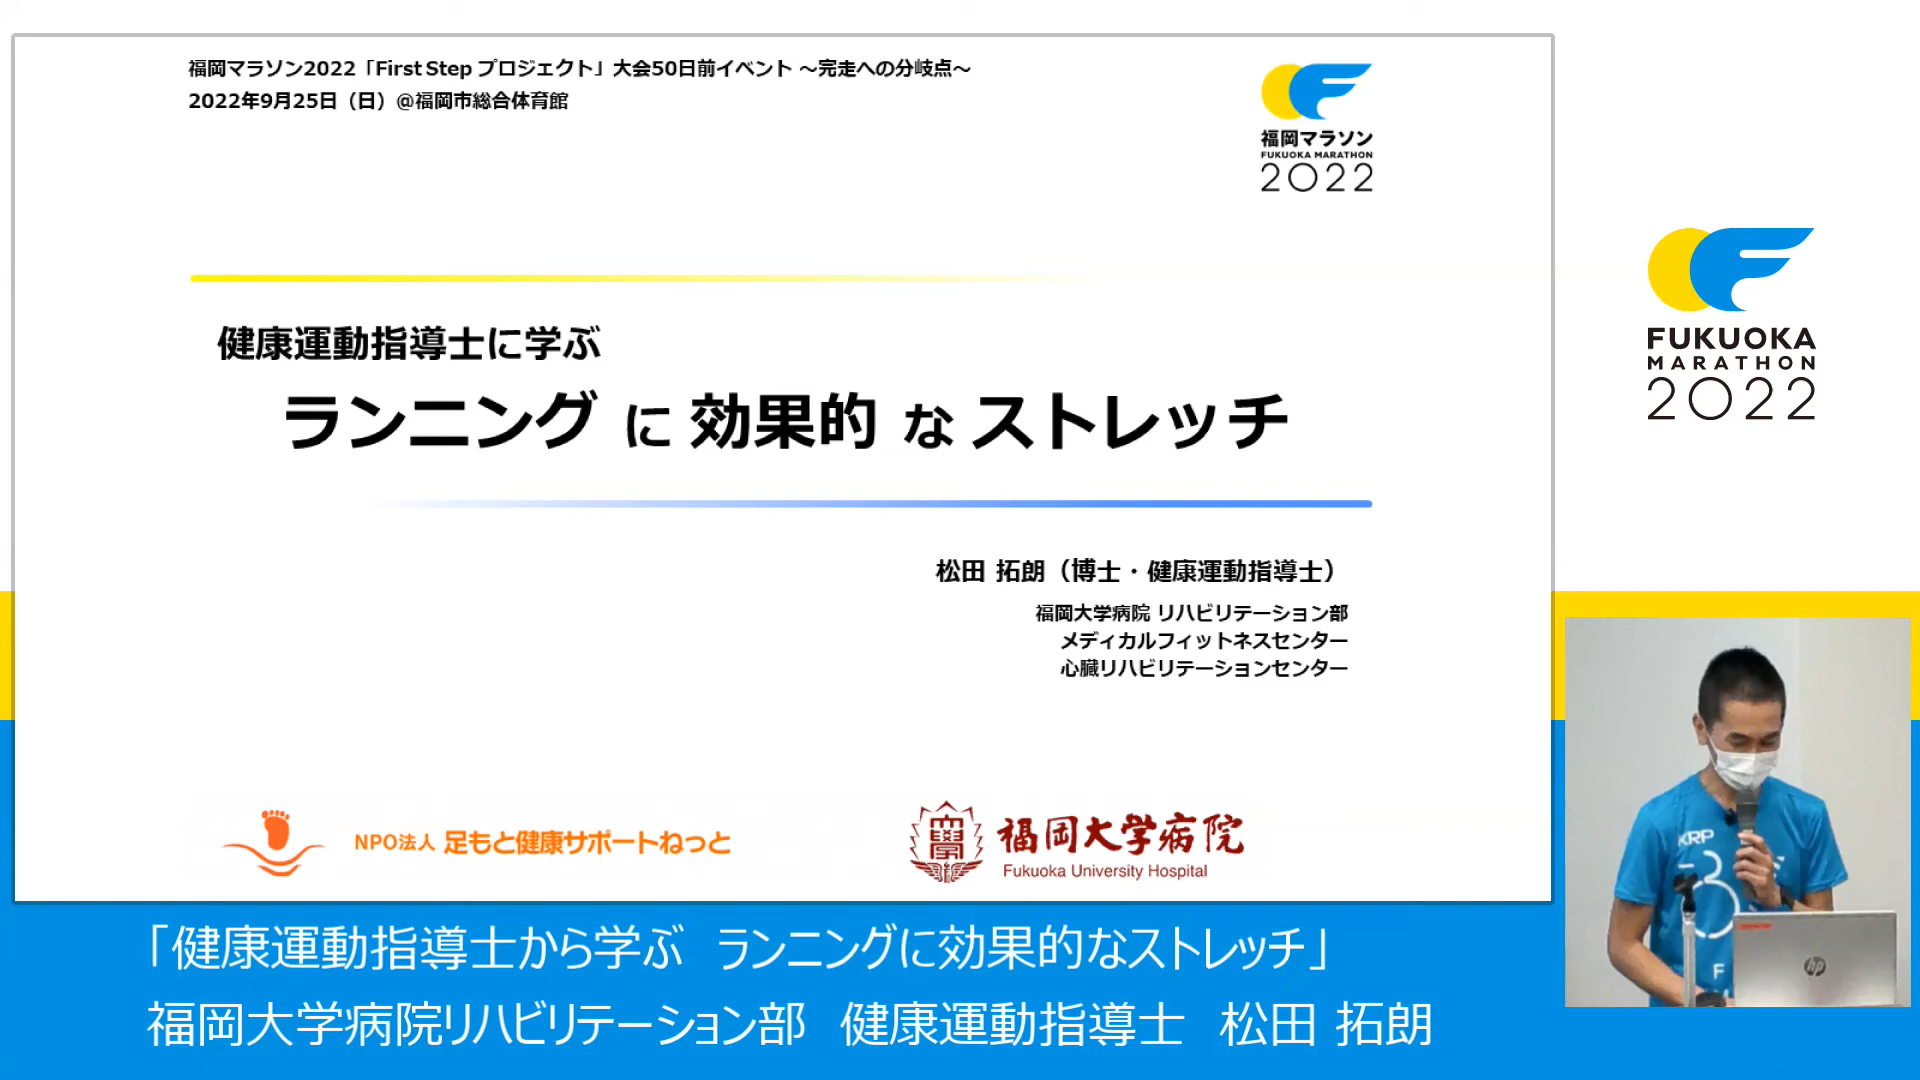 福岡マラソン2022「First Step プロジェクト」大会50日前イベント ～完走への分岐点～
2022年9月25日（日）@福岡市総合体育館
福岡マラソン
FUKUOKA MARATHON
2022
健康運動指導士に学ぶ
ランニング に 効果的 な ストレッチ
松田 拓朗（博士・健康運動指導士）
福岡大学病院 リハビリテーション部
メディカルフィットネスセンター
心臓リハビリテーションセンター
NPO法人 足もと健康サポートねっと
福岡大学病院
Fukuoka University Hospital
FUKUOKA
MARATHON
2022
KRP
hp
「健康運動指導士から学ぶ ランニングに効果的なストレッチ」
福岡大学病院リハビリテーション部 健康運動指導士 松田 拓朗